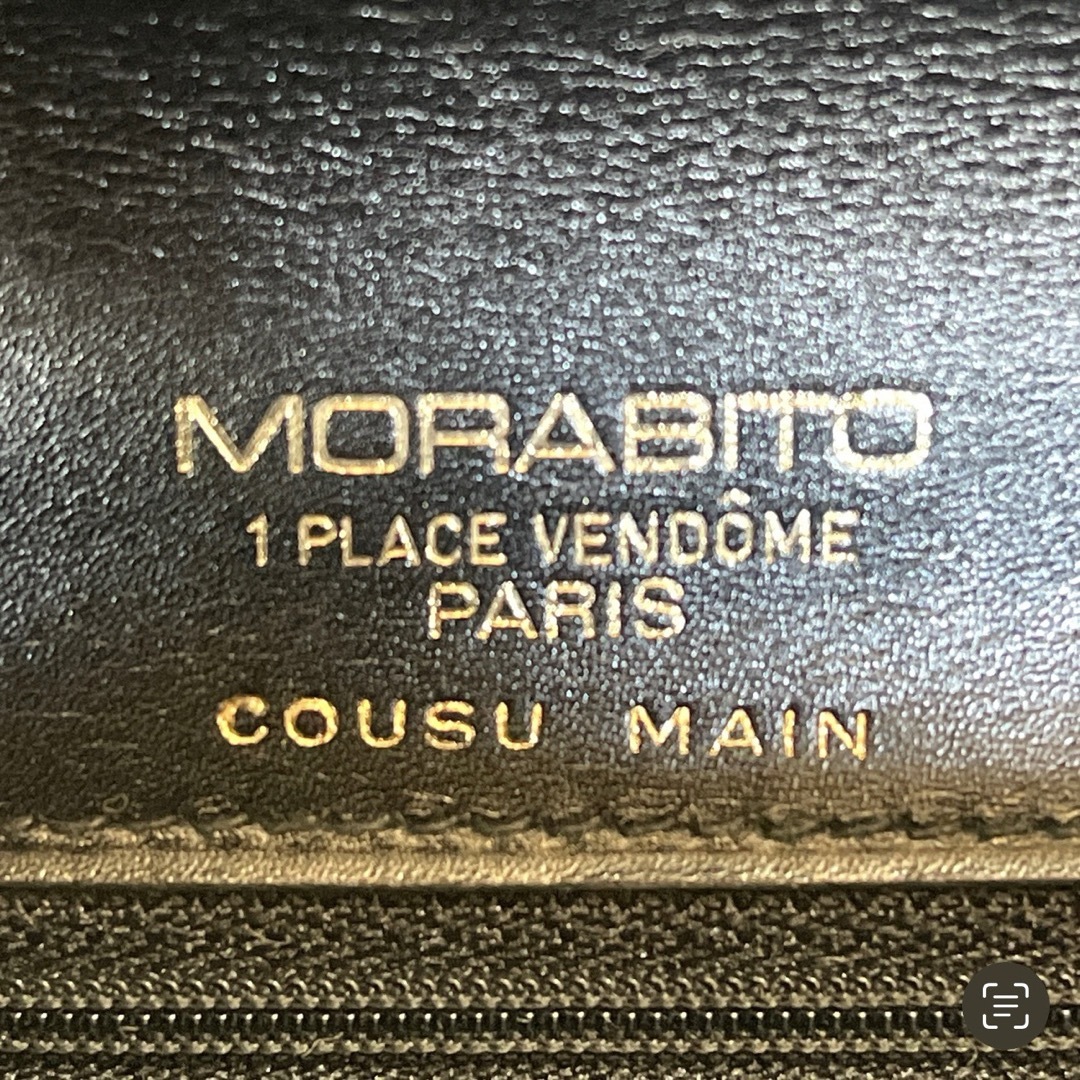 MORABITO
1 PLACE VENDÔME
PARIS
COUSU MAIN